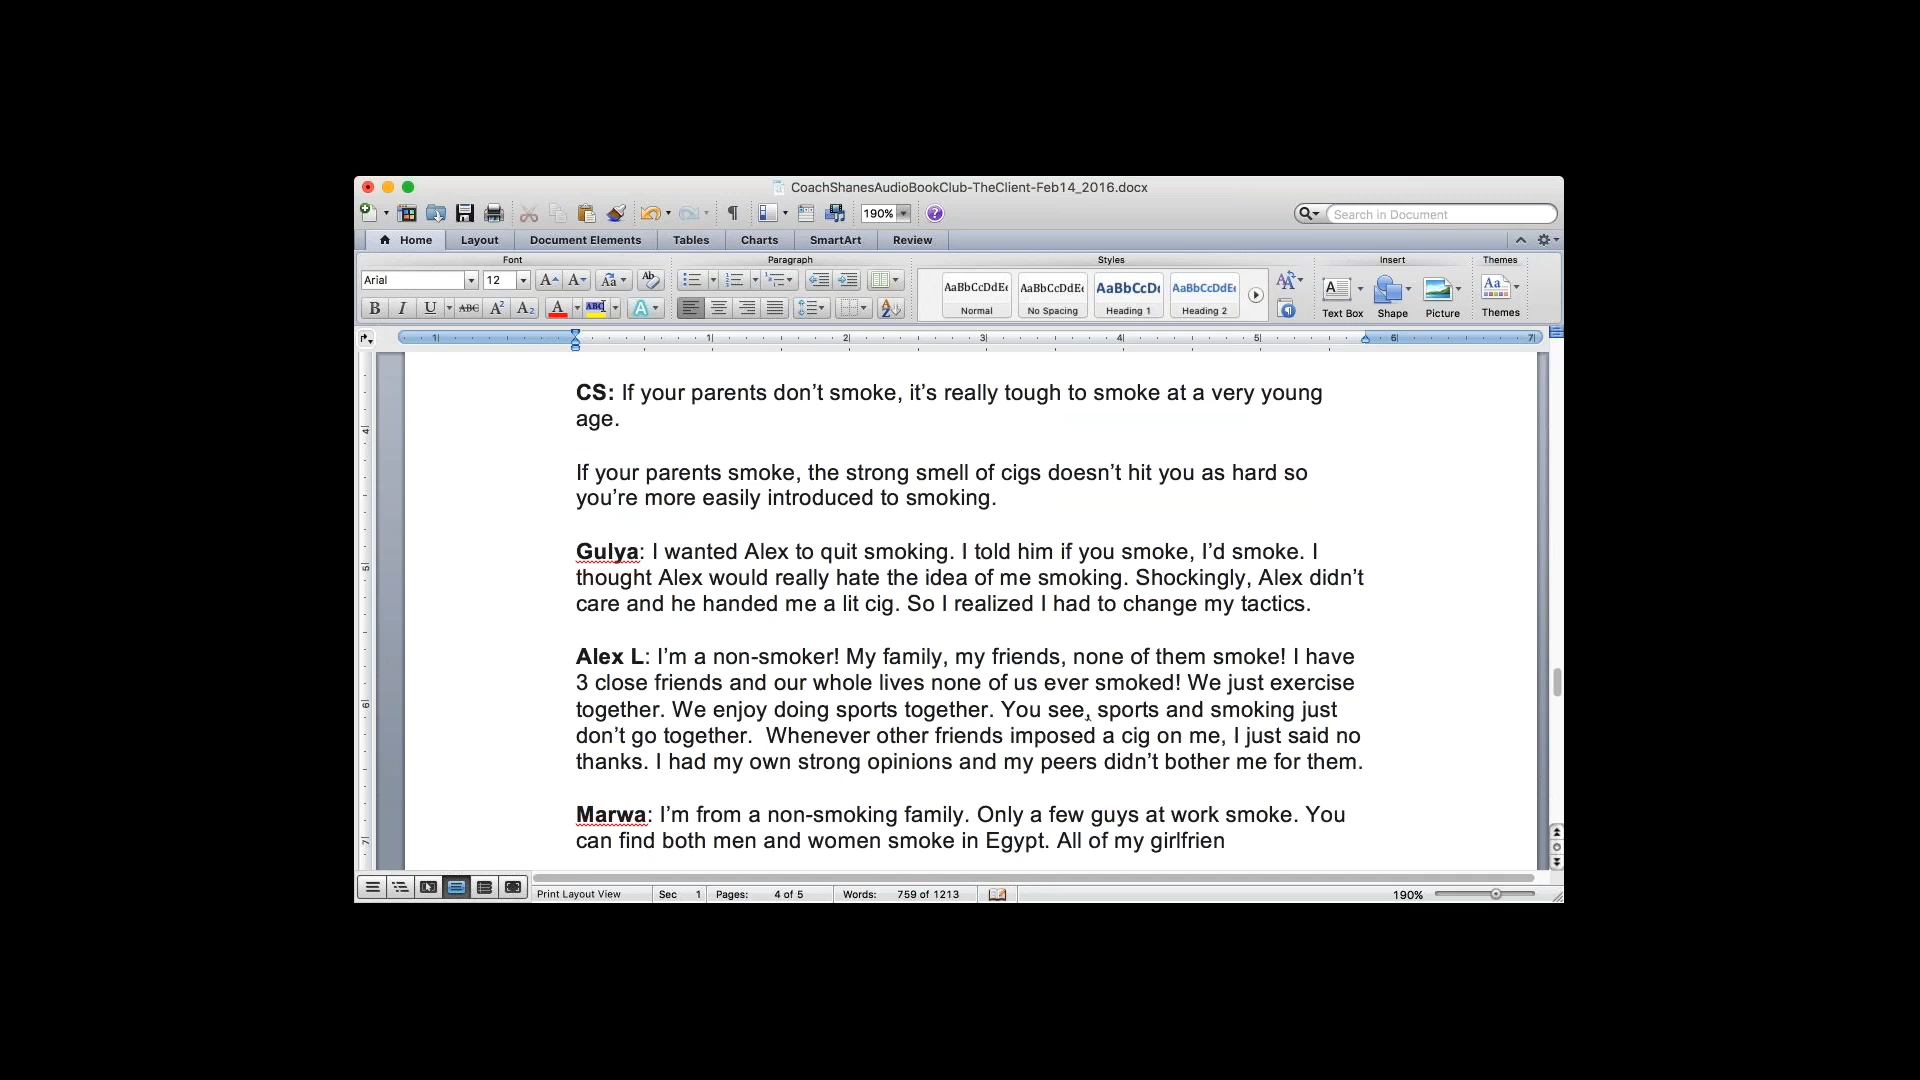 CoachShanesAudioBookClub-TheClient-Feb14_2016.docx
190%
Search in Document
Home Layout Document Elements Tables Charts SmartArt Review
Font Paragraph Styles Insert Themes
Arial 12
AaBbCcDdEe AaBbCcDdEe AaBbCcDı AaBbCcDdEe
Normal No Spacing Heading 1 Heading 2 Text Box Shape Picture Themes
CS: If your parents don’t smoke, it’s really tough to smoke at a very young
age.
If your parents smoke, the strong smell of cigs doesn’t hit you as hard so
you’re more easily introduced to smoking.
Gulya: I wanted Alex to quit smoking. I told him if you smoke, I’d smoke. I
thought Alex would really hate the idea of me smoking. Shockingly, Alex didn’t
care and he handed me a lit cig. So I realized I had to change my tactics.
Alex L: I’m a non-smoker! My family, my friends, none of them smoke! I have
3 close friends and our whole lives none of us ever smoked! We just exercise
together. We enjoy doing sports together. You see, sports and smoking just
don’t go together.  Whenever other friends imposed a cig on me, I just said no
thanks. I had my own strong opinions and my peers didn’t bother me for them.
Marwa: I’m from a non-smoking family. Only a few guys at work smoke. You
can find both men and women smoke in Egypt. All of my girlfrien
Print Layout View Sec 1 Pages: 4 of 5 Words: 759 of 1213 190%